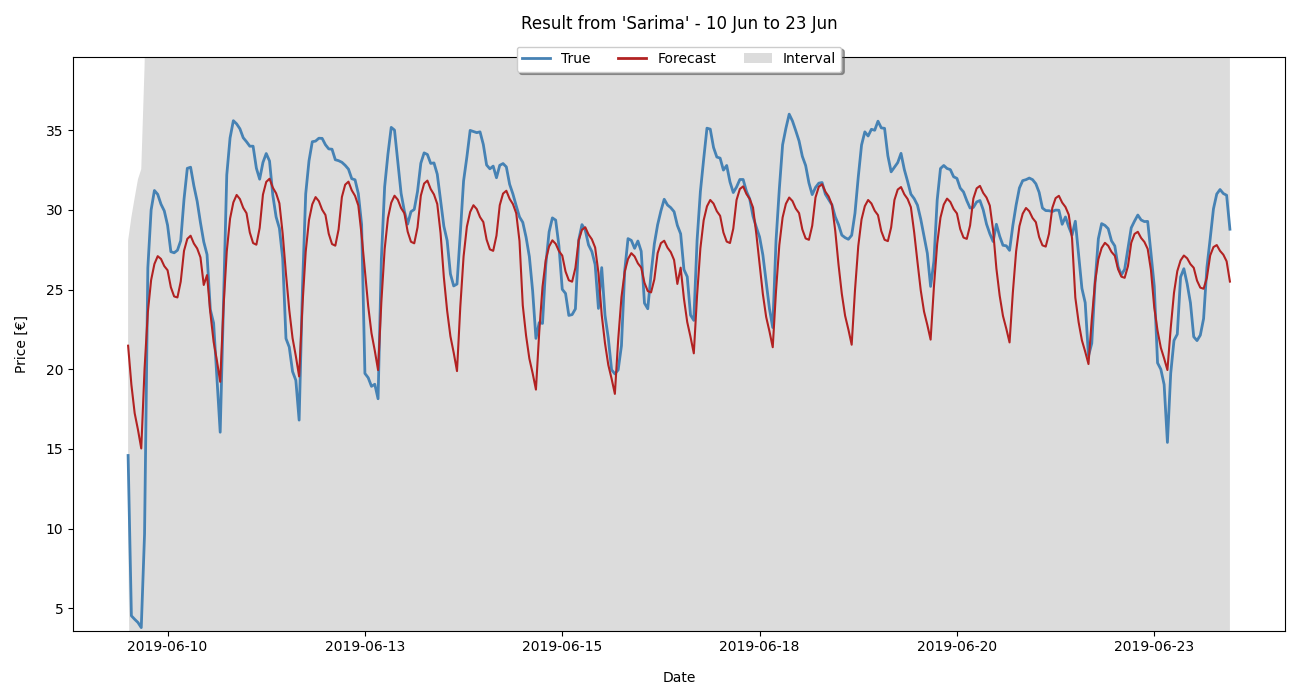 Result from 'Sarima' - 10 Jun to 23 Jun
True Forecast Interval
35
30
25
20
15
10
5
Price [€]
2019-06-10 2019-06-13 2019-06-15 2019-06-18 2019-06-20 2019-06-23
Date